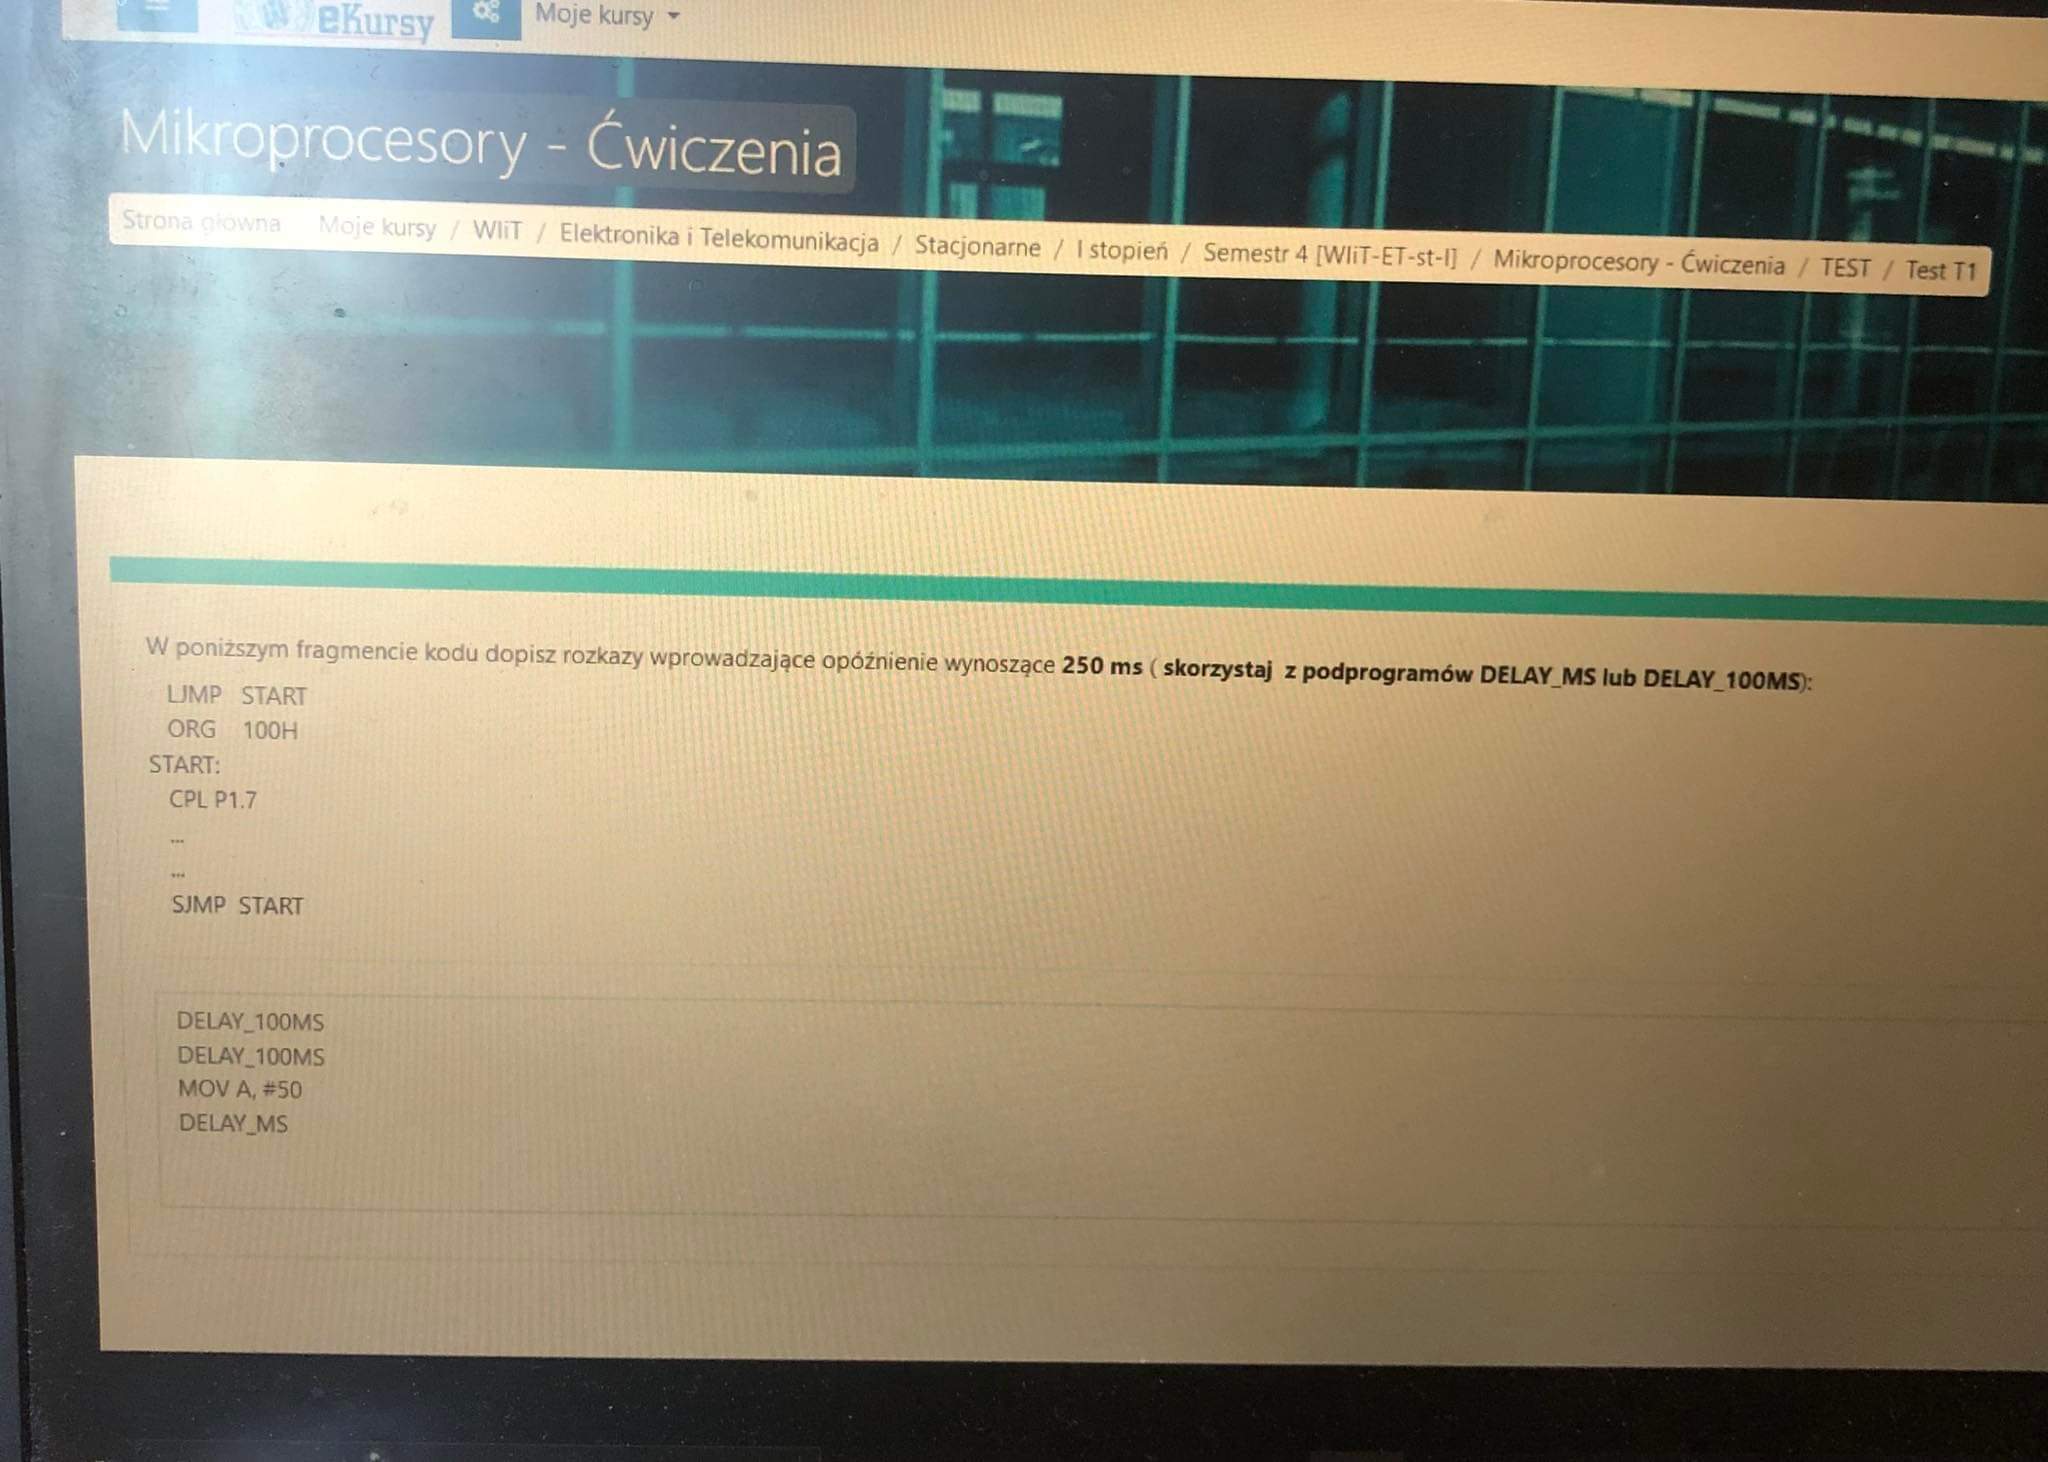 eKursy
Moje kursy
Mikroprocesory - Ćwiczenia
Strona główna Moje kursy / WIiT / Elektronika i Telekomunikacja / Stacjonarne / I stopień / Semestr 4 [WIiT-ET-st-I] / Mikroprocesory - Ćwiczenia / TEST / Test T1
W poniższym fragmencie kodu dopisz rozkazy wprowadzające opóźnienie wynoszące 250 ms ( skorzystaj z podprogramów DELAY_MS lub DELAY_100MS):
LJMP START
ORG 100H
START:
CPL P1.7
...
...
SJMP START
DELAY_100MS
DELAY_100MS
MOV A, #50
DELAY_MS